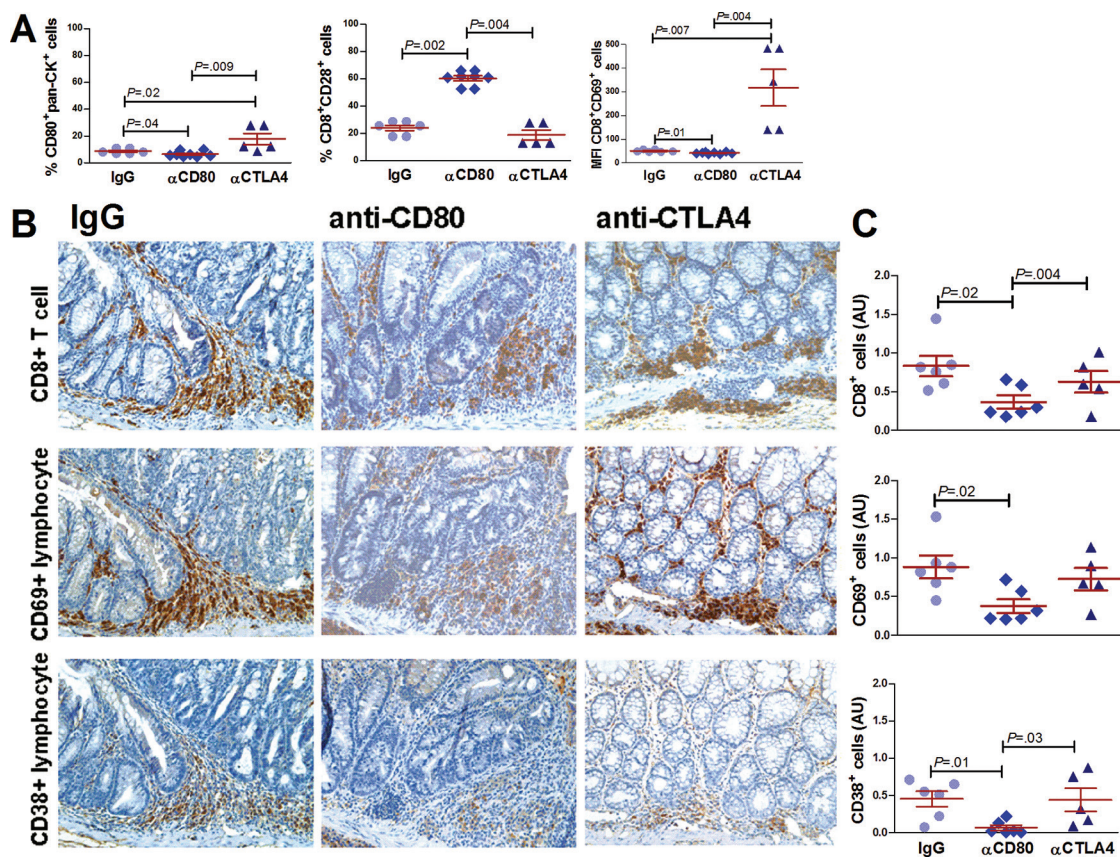 A
% CD80+pan-CK+ cells
100
80
60
40
20
0
P=.009
P=.02
P=.04
IgG
αCD80
αCTLA4
% CD8+CD28+ cells
100
80
60
40
20
0
P=.004
P=.002
IgG
αCD80
αCTLA4
MFI CD8+CD69+ cells
500
400
300
200
100
0
P=.004
P=.007
P=.01
IgG
αCD80
αCTLA4
B
IgG
anti-CD80
anti-CTLA4
CD8+ T cell
CD69+ lymphocyte
CD38+ lymphocyte
C
CD8+ cells (AU)
2.0
1.5
1.0
0.5
0.0
P=.02
P=.004
CD69+ cells (AU)
2.0
1.5
1.0
0.5
0.0
P=.02
CD38+ cells (AU)
2.0
1.5
1.0
0.5
0.0
P=.01
P=.03
IgG
αCD80
αCTLA4